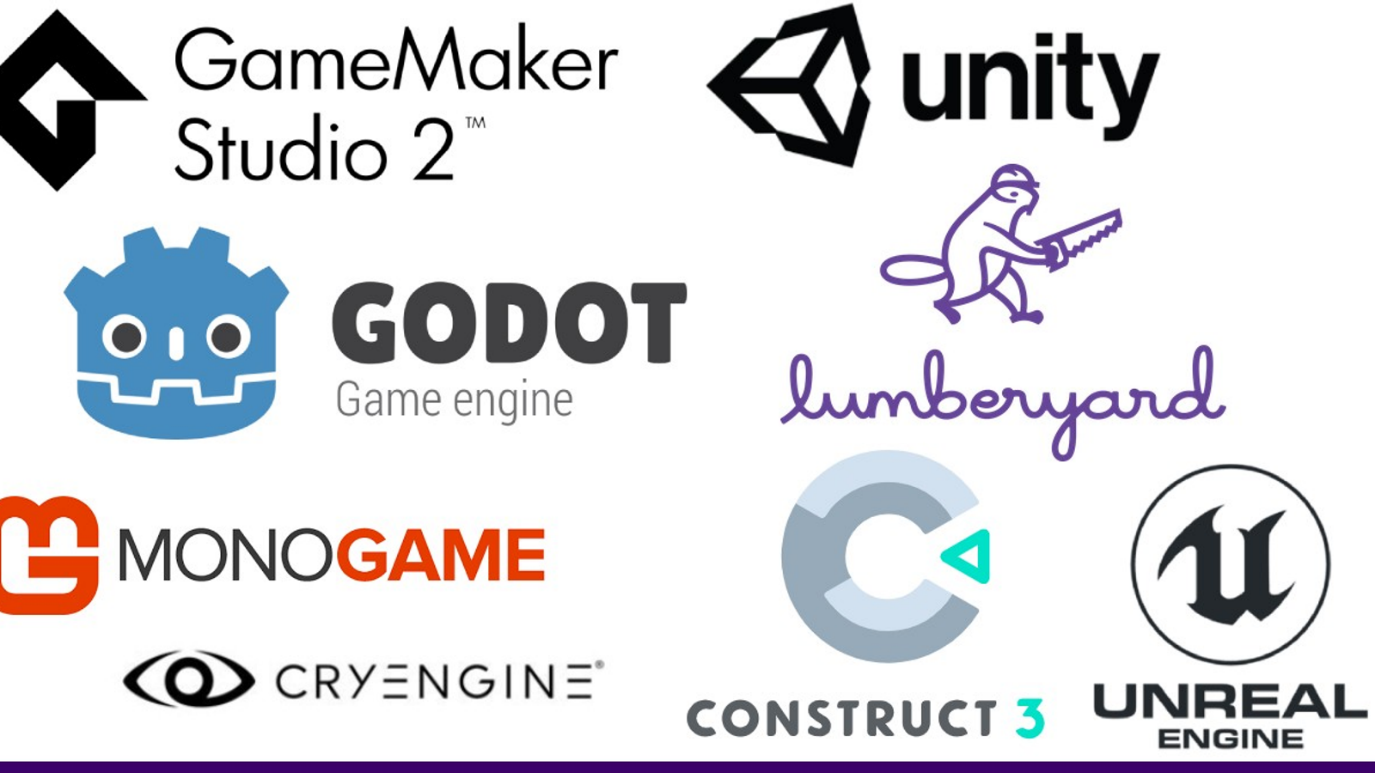 GameMaker
Studio 2™
unity
GODOT
Game engine
lumberyard
MONOGAME
CRYENGINE®
CONSTRUCT 3
UNREAL
ENGINE